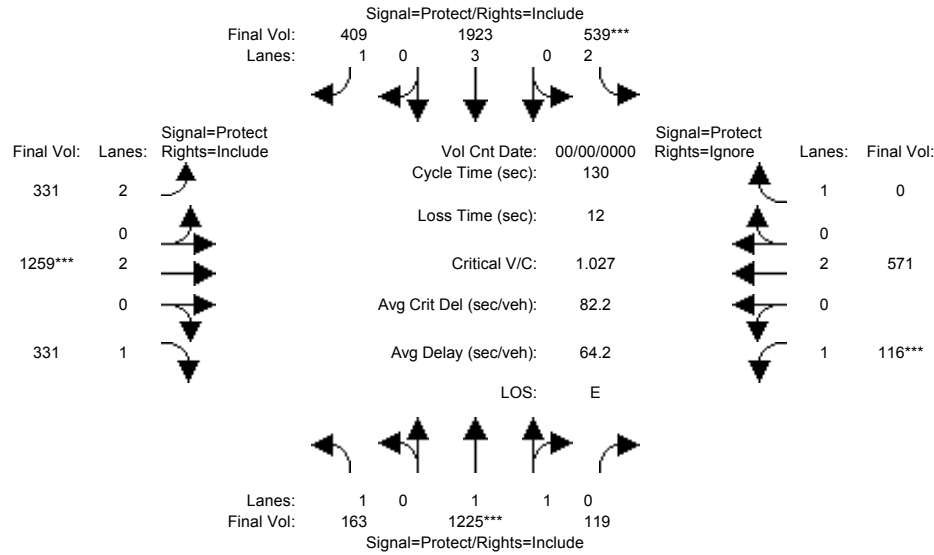 Signal=Protect/Rights=Include
Final Vol: 409 1923 539***
Lanes: 1 0 3 0 2
Signal=Protect
Final Vol: Lanes: Rights=Include
Vol Cnt Date: 00/00/0000
Signal=Protect
Rights=Ignore Lanes: Final Vol:
Cycle Time (sec): 130
331 2
1 0
Loss Time (sec): 12
0
0
1259*** 2
Critical V/C: 1.027
2 571
0
Avg Crit Del (sec/veh): 82.2
0
331 1
Avg Delay (sec/veh): 64.2
1 116***
LOS: E
Lanes: 1 0 1 1 0
Final Vol: 163 1225*** 119
Signal=Protect/Rights=Include